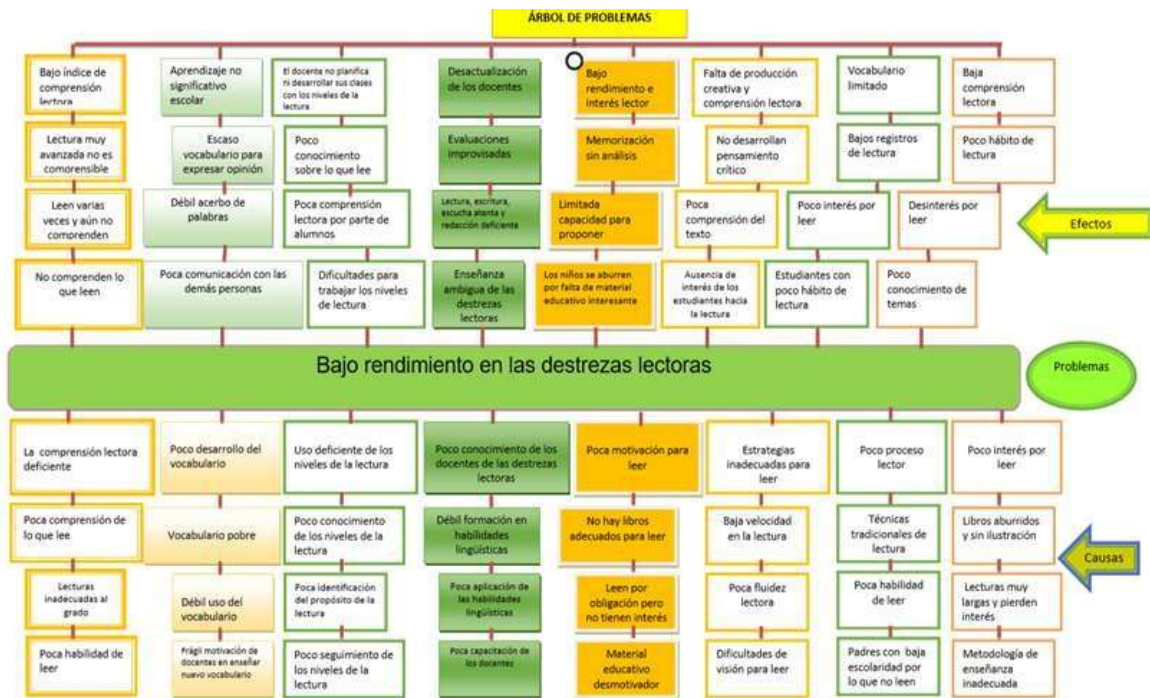 ÁRBOL DE PROBLEMAS
Bajo índice de
comprensión
lectora
Aprendizaje no
significativo
escolar
El docente no planifica
ni desarrollar sus clases
con los niveles de la
lectura
Desactualización
de los docentes
Bajo
rendimiento e
interés lector
Falta de producción
creativa y
comprensión lectora
Vocabulario
limitado
Baja
comprensión
lectora
Lectura muy
avanzada no es
comprensible
Escaso
vocabulario para
expresar opinión
Poco
conocimiento
sobre lo que lee
Evaluaciones
improvisadas
Memorización
sin análisis
No desarrollan
pensamiento
crítico
Bajos registros
de lectura
Poco hábito de
lectura
Leen varias
veces y aún no
comprenden
Débil acerbo de
palabras
Poca comprensión
lectora por parte de
alumnos
Lectura, escritura,
escucha atenta y
redacción deficiente
Limitada
capacidad para
proponer
Poca
comprensión del
texto
Poco interés por
leer
Desinterés por
leer
Efectos
No comprenden lo
que leen
Poca comunicación con las
demás personas
Dificultades para
trabajar los niveles
de lectura
Enseñanza
ambigua de las
destrezas
lectoras
Los niños se aburren
por falta de material
educativo interesante
Ausencia de
interés de los
estudiantes hacia
la lectura
Estudiantes con
poco hábito de
lectura
Poco
conocimiento de
temas
Bajo rendimiento en las destrezas lectoras
Problemas
La comprensión lectora
deficiente
Poco desarrollo del
vocabulario
Uso deficiente de los
niveles de la lectura
Poco conocimiento de los
docentes de las destrezas
lectoras
Poca motivación para
leer
Estrategias
inadecuadas para
leer
Poco proceso
lector
Poco interés por
leer
Poca comprensión de
lo que lee
Vocabulario pobre
Poco conocimiento
de los niveles de la
lectura
Débil formación en
habilidades
lingüísticas
No hay libros
adecuados para leer
Baja velocidad
en la lectura
Técnicas
tradicionales de
lectura
Libros aburridos
y sin ilustración
Causas
Lecturas
inadecuadas al
grado
Débil uso del
vocabulario
Poca identificación
del propósito de la
lectura
Poca aplicación de
las habilidades
lingüísticas
Leen por
obligación pero
no tienen interés
Poca fluidez
lectora
Poca habilidad
de leer
Lecturas muy
largas y pierden
interés
Poca habilidad de
leer
Frágil motivación de
docentes en enseñar
nuevo vocabulario
Poco seguimiento de
los niveles de la
lectura
Poca capacitación de
los docentes
Material
educativo
desmotivador
Dificultades de
visión para leer
Padres con baja
escolaridad por
lo que no leen
Metodología de
enseñanza
inadecuada